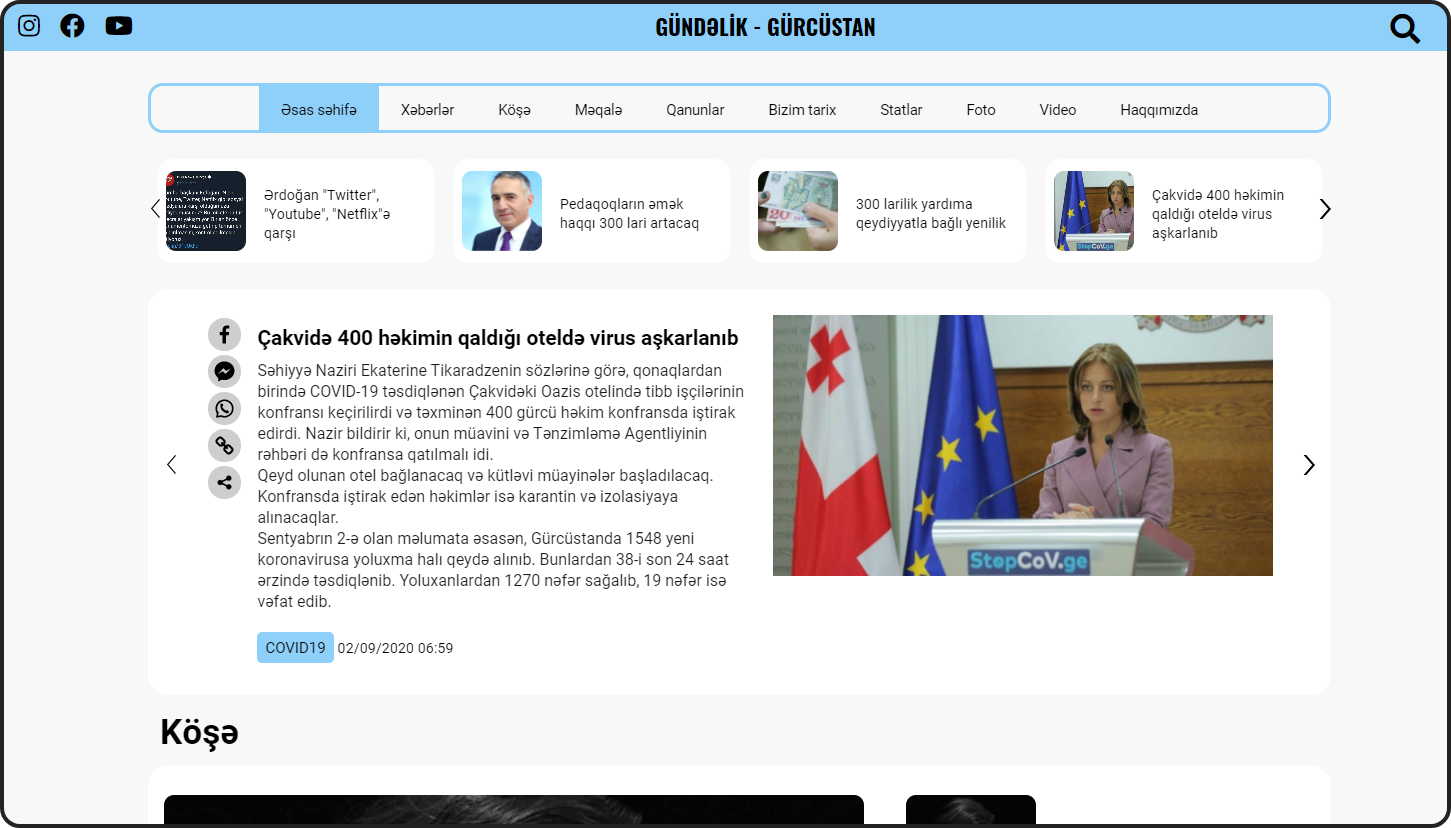 GÜNDƏLİK - GÜRCÜSTAN
Əsas səhifə Xəbərlər Köşə Məqalə Qanunlar Bizim tarix Statlar Foto Video Haqqımızda
Ərdoğan "Twitter",
"Youtube", "Netflix"ə
qarşı
Pedaqoqların əmək
haqqı 300 lari artacaq
20
300 larilik yardıma
qeydiyyatla bağlı yenilik
StopCoV.ge
Çakvidə 400 həkimin
qaldığı oteldə virus
aşkarlanıb
Çakvidə 400 həkimin qaldığı oteldə virus aşkarlanıb
Səhiyyə Naziri Ekaterine Tikaradzenin sözlərinə görə, qonaqlardan
birində COVID-19 təsdiqlənən Çakvidəki Oazis otelində tibb işçilərinin
konfransı keçirilirdi və təxminən 400 gürcü həkim konfransda iştirak
edirdi. Nazir bildirir ki, onun müavini və Tənzimləmə Agentliyinin
rəhbəri də konfransa qatılmalı idi.
Qeyd olunan otel bağlanacaq və kütləvi müayinələr başladılacaq.
Konfransda iştirak edən həkimlər isə karantin və izolasiyaya
alınacaqlar.
Sentyabrın 2-ə olan məlumata əsasən, Gürcüstanda 1548 yeni
koronavirusa yoluxma halı qeydə alınıb. Bunlardan 38-i son 24 saat
ərzində təsdiqlənib. Yoluxanlardan 1270 nəfər sağalıb, 19 nəfər isə
vəfat edib.
COVID19 02/09/2020 06:59
StopCoV.ge
Köşə